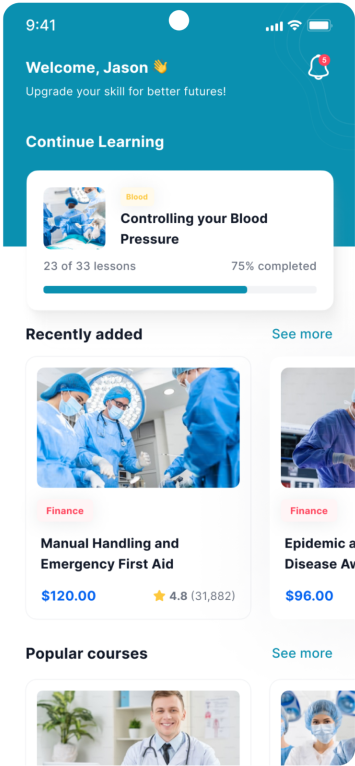 9:41
Welcome, Jason 👋
5
Upgrade your skill for better futures!
Continue Learning
Blood
Controlling your Blood
Pressure
23 of 33 lessons 75% completed
Recently added See more
Finance
Manual Handling and
Emergency First Aid
$120.00 4.8 (31,882)
Finance
Epidemic a
Disease Aw
$96.00
Popular courses See more